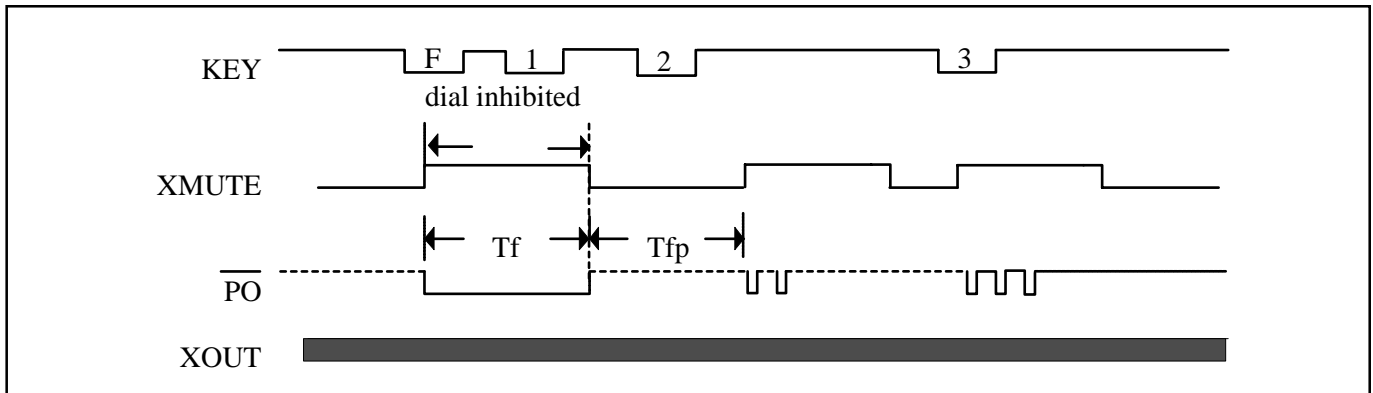 KEY F 1 2 3
dial inhibited
XMUTE
Tf Tfp
PO
XOUT